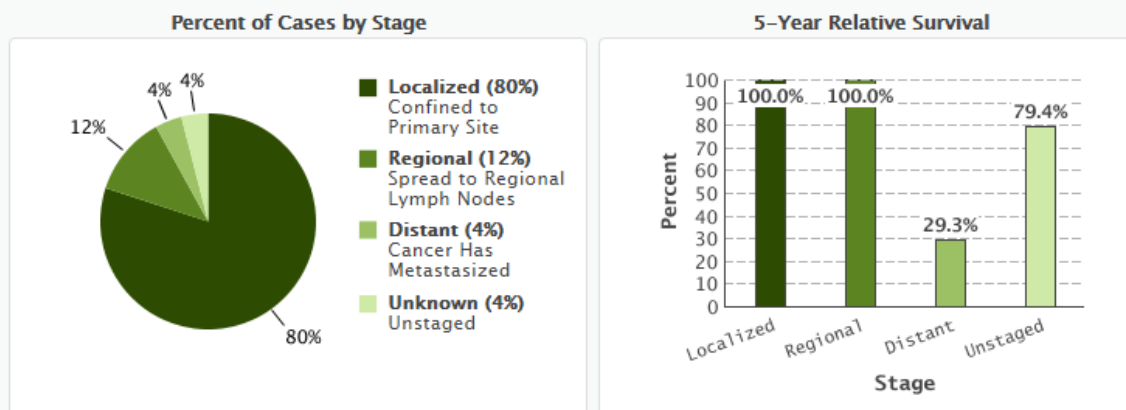 Percent of Cases by Stage
4%
4%
12%
80%
Localized (80%)
Confined to
Primary Site
Regional (12%)
Spread to Regional
Lymph Nodes
Distant (4%)
Cancer Has
Metastasized
Unknown (4%)
Unstaged
5-Year Relative Survival
Percent
100
90
80
70
60
50
40
30
20
10
0
100.0%
100.0%
29.3%
79.4%
Localized
Regional
Distant
Unstaged
Stage